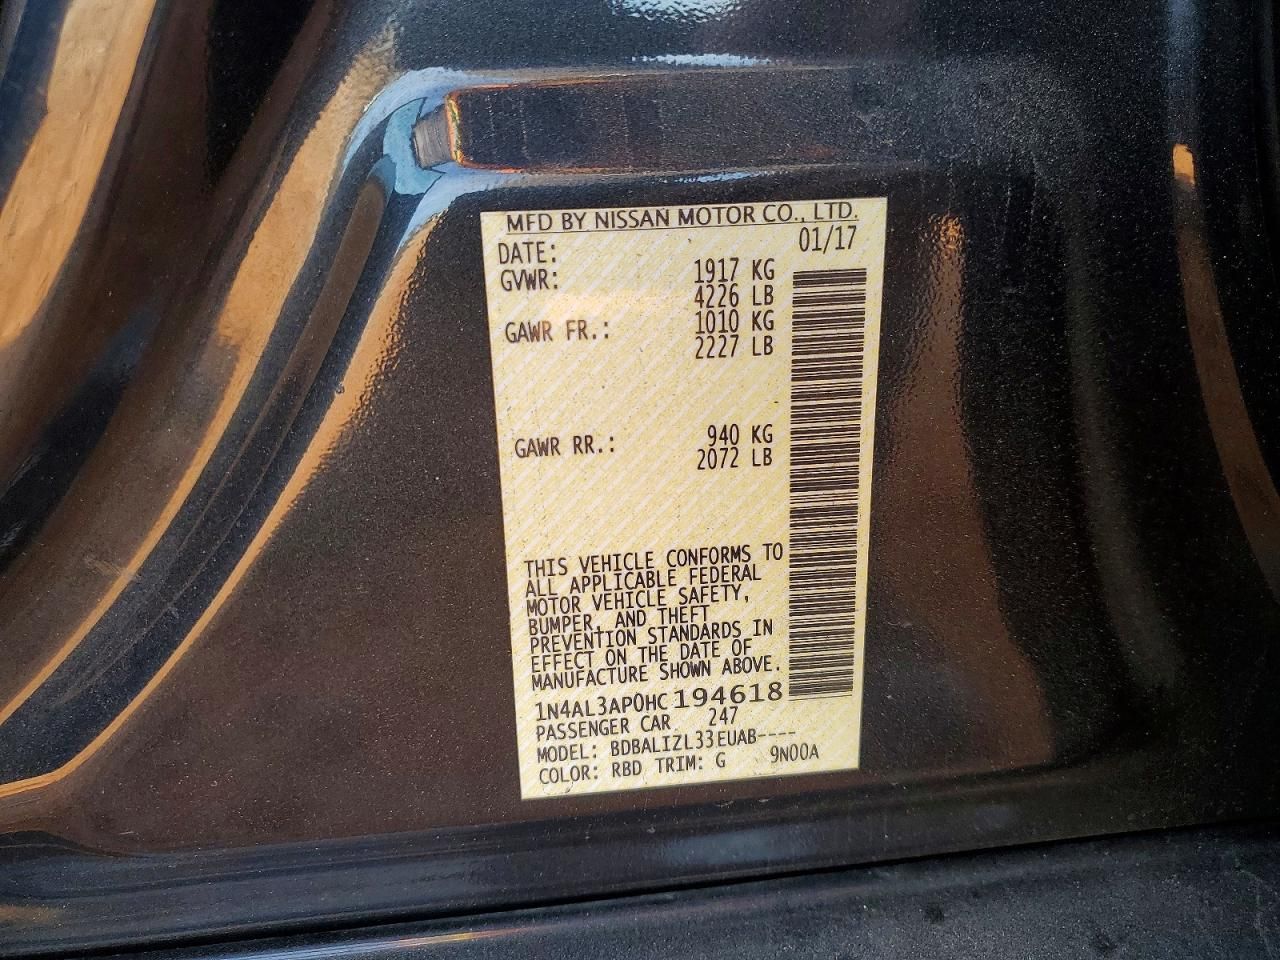 MFD BY NISSAN MOTOR CO., LTD.
DATE: 01/17
GVWR: 1917 KG
4226 LB
GAWR FR.: 1010 KG
2227 LB
GAWR RR.: 940 KG
2072 LB
THIS VEHICLE CONFORMS TO
ALL APPLICABLE FEDERAL
MOTOR VEHICLE SAFETY,
BUMPER, AND THEFT
PREVENTION STANDARDS IN
EFFECT ON THE DATE OF
MANUFACTURE SHOWN ABOVE.
1N4AL3AP0HC194618
PASSENGER CAR 247
MODEL: BDBALIZL33EUAB----
COLOR: RBD TRIM: G 9N00A